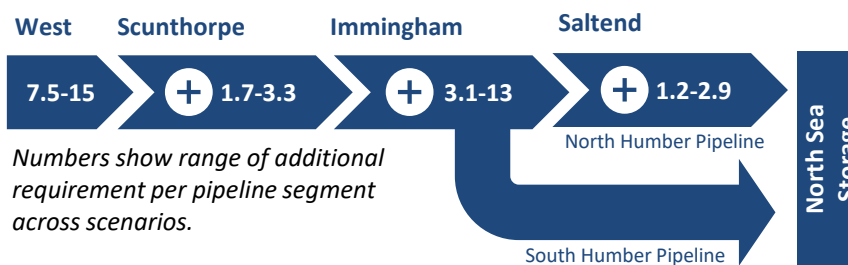 West Scunthorpe Immingham Saltend
7.5-15 + 1.7-3.3 + 3.1-13 + 1.2-2.9
North Humber Pipeline
Numbers show range of additional
requirement per pipeline segment
across scenarios.
South Humber Pipeline
North Sea
Storage